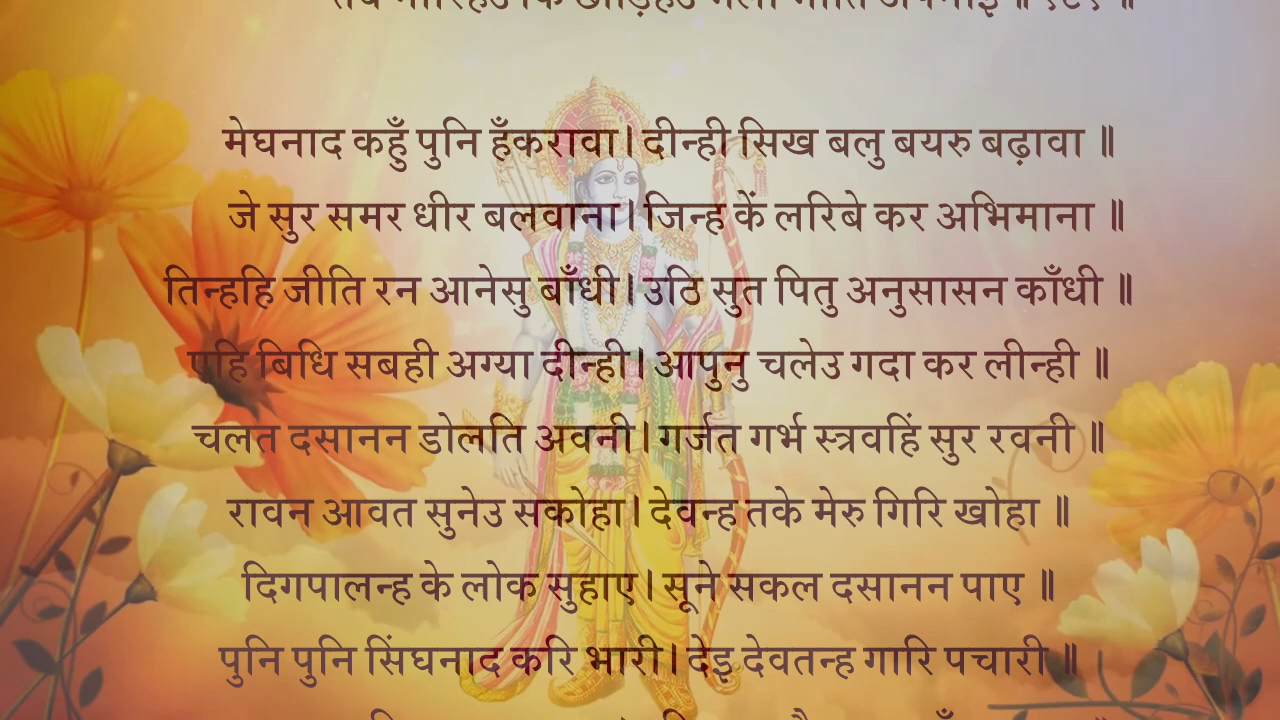 मेघनाद कहुँ पुनि हँकरावा। दीन्ही सिख बलु बयरु बढ़ावा ॥
जे सुर समर धीर बलवाना। जिन्ह कें लरिबे कर अभिमाना ॥
तिन्हहि जीति रन आनेसु बाँधी। उठि सुत पितु अनुसासन काँधी ॥
एहि बिधि सबही अग्या दीन्ही। आपुनु चलेउ गदा कर लीन्ही ॥
चलत दसानन डोलति अवनी। गर्जत गर्भ स्त्रवहिं सुर रवनी ॥
रावन आवत सुनेउ सकोहा। देवन्ह तके मेरु गिरि खोहा ॥
दिगपालन्ह के लोक सुहाए। सूने सकल दसानन पाए ॥
पुनि पुनि सिंघनाद करि भारी। देइ देवतन्ह गारि पचारी ॥